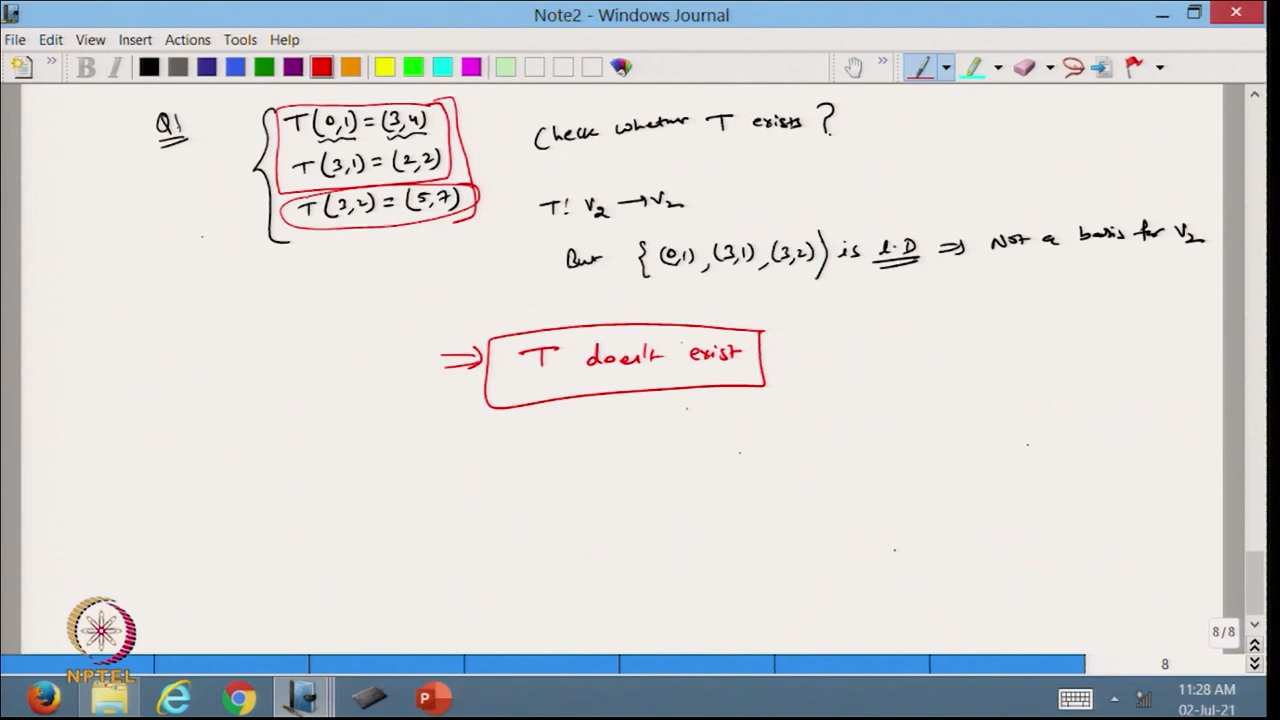 Note2 - Windows Journal
File Edit View Insert Actions Tools Help
Q1
T(0,1) = (3,4)
Check whether T exists?
T(3,1) = (2,2)
T(3,2) = (5,7)
T: V2 → V2
But {(0,1), (3,1), (3,2)} is l.D ⇒ Not a basis for V2
⇒ T does't exist
8/8
NPTEL
8
11:28 AM
02-Jul-21